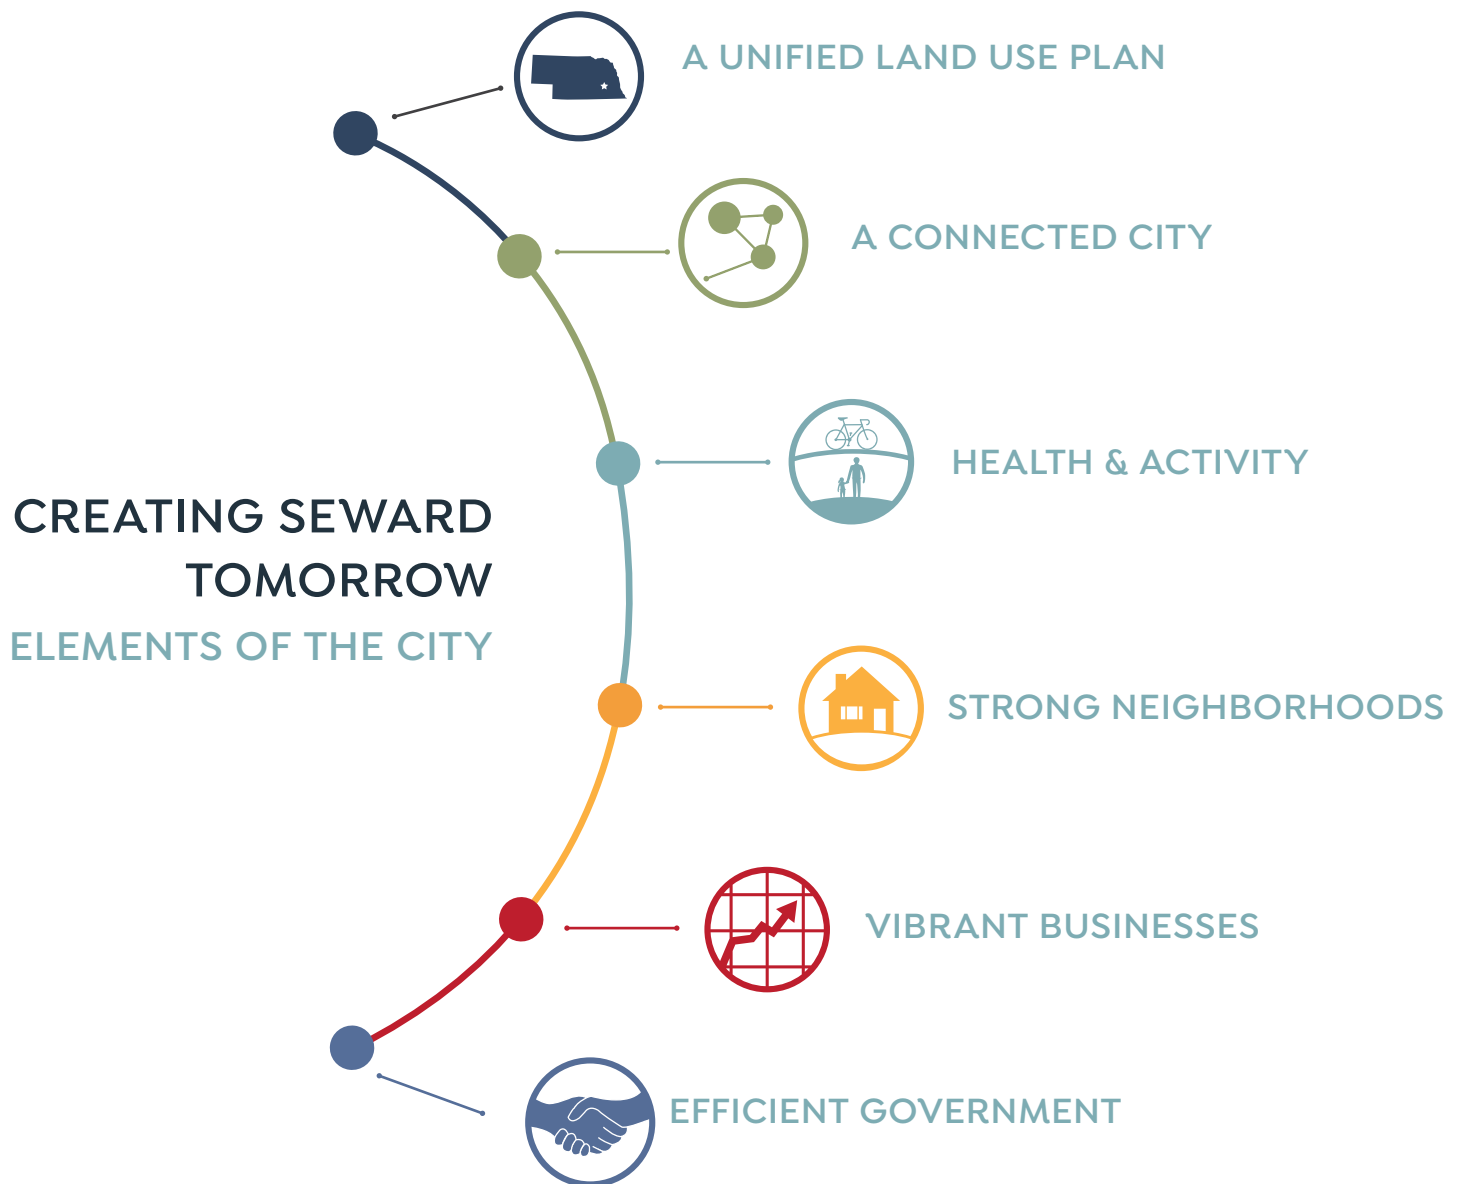 A UNIFIED LAND USE PLAN
A CONNECTED CITY
HEALTH & ACTIVITY
CREATING SEWARD
TOMORROW
ELEMENTS OF THE CITY
STRONG NEIGHBORHOODS
VIBRANT BUSINESSES
EFFICIENT GOVERNMENT